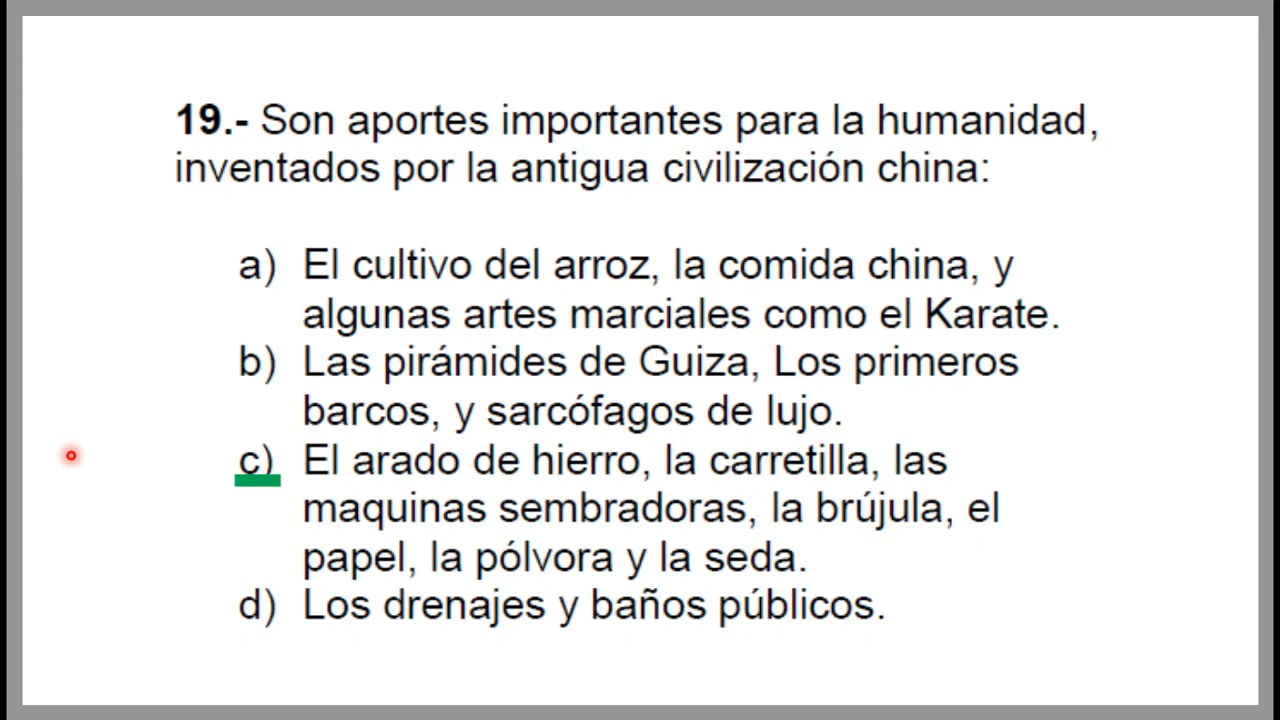 19.- Son aportes importantes para la humanidad,
inventados por la antigua civilización china:
a) El cultivo del arroz, la comida china, y
algunas artes marciales como el Karate.
b) Las pirámides de Guiza, Los primeros
barcos, y sarcófagos de lujo.
c) El arado de hierro, la carretilla, las
maquinas sembradoras, la brújula, el
papel, la pólvora y la seda.
d) Los drenajes y baños públicos.